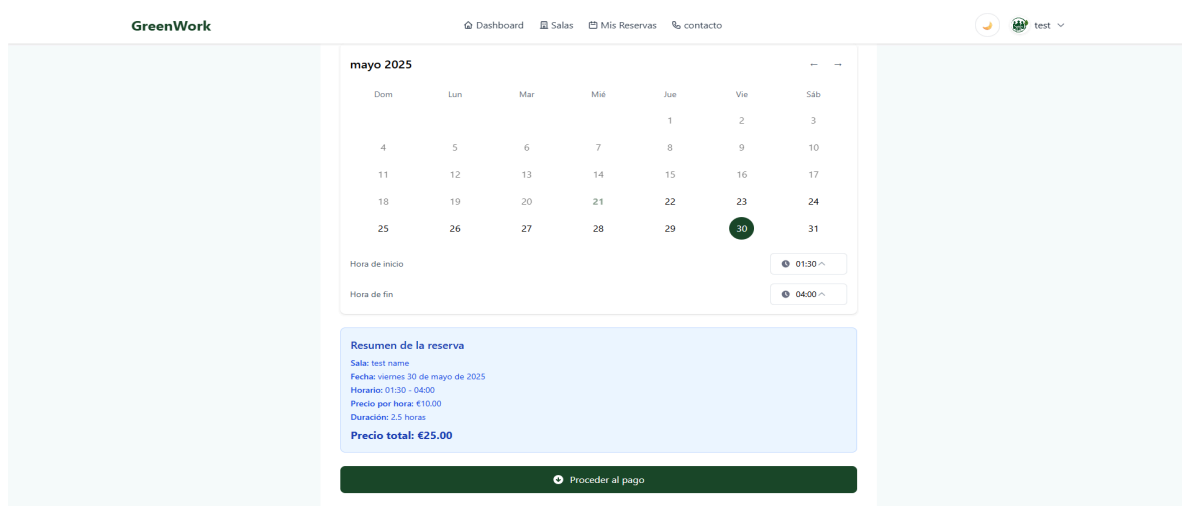 GreenWork Dashboard Salas Mis Reservas contacto test
mayo 2025 ← →
Dom Lun Mar Mié Jue Vie Sáb
1 2 3
4 5 6 7 8 9 10
11 12 13 14 15 16 17
18 19 20 21 22 23 24
25 26 27 28 29 30 31
Hora de inicio 01:30
Hora de fin 04:00
Resumen de la reserva
Sala: test name
Fecha: viernes 30 de mayo de 2025
Horario: 01:30 - 04:00
Precio por hora: €10.00
Duración: 2.5 horas
Precio total: €25.00
Proceder al pago